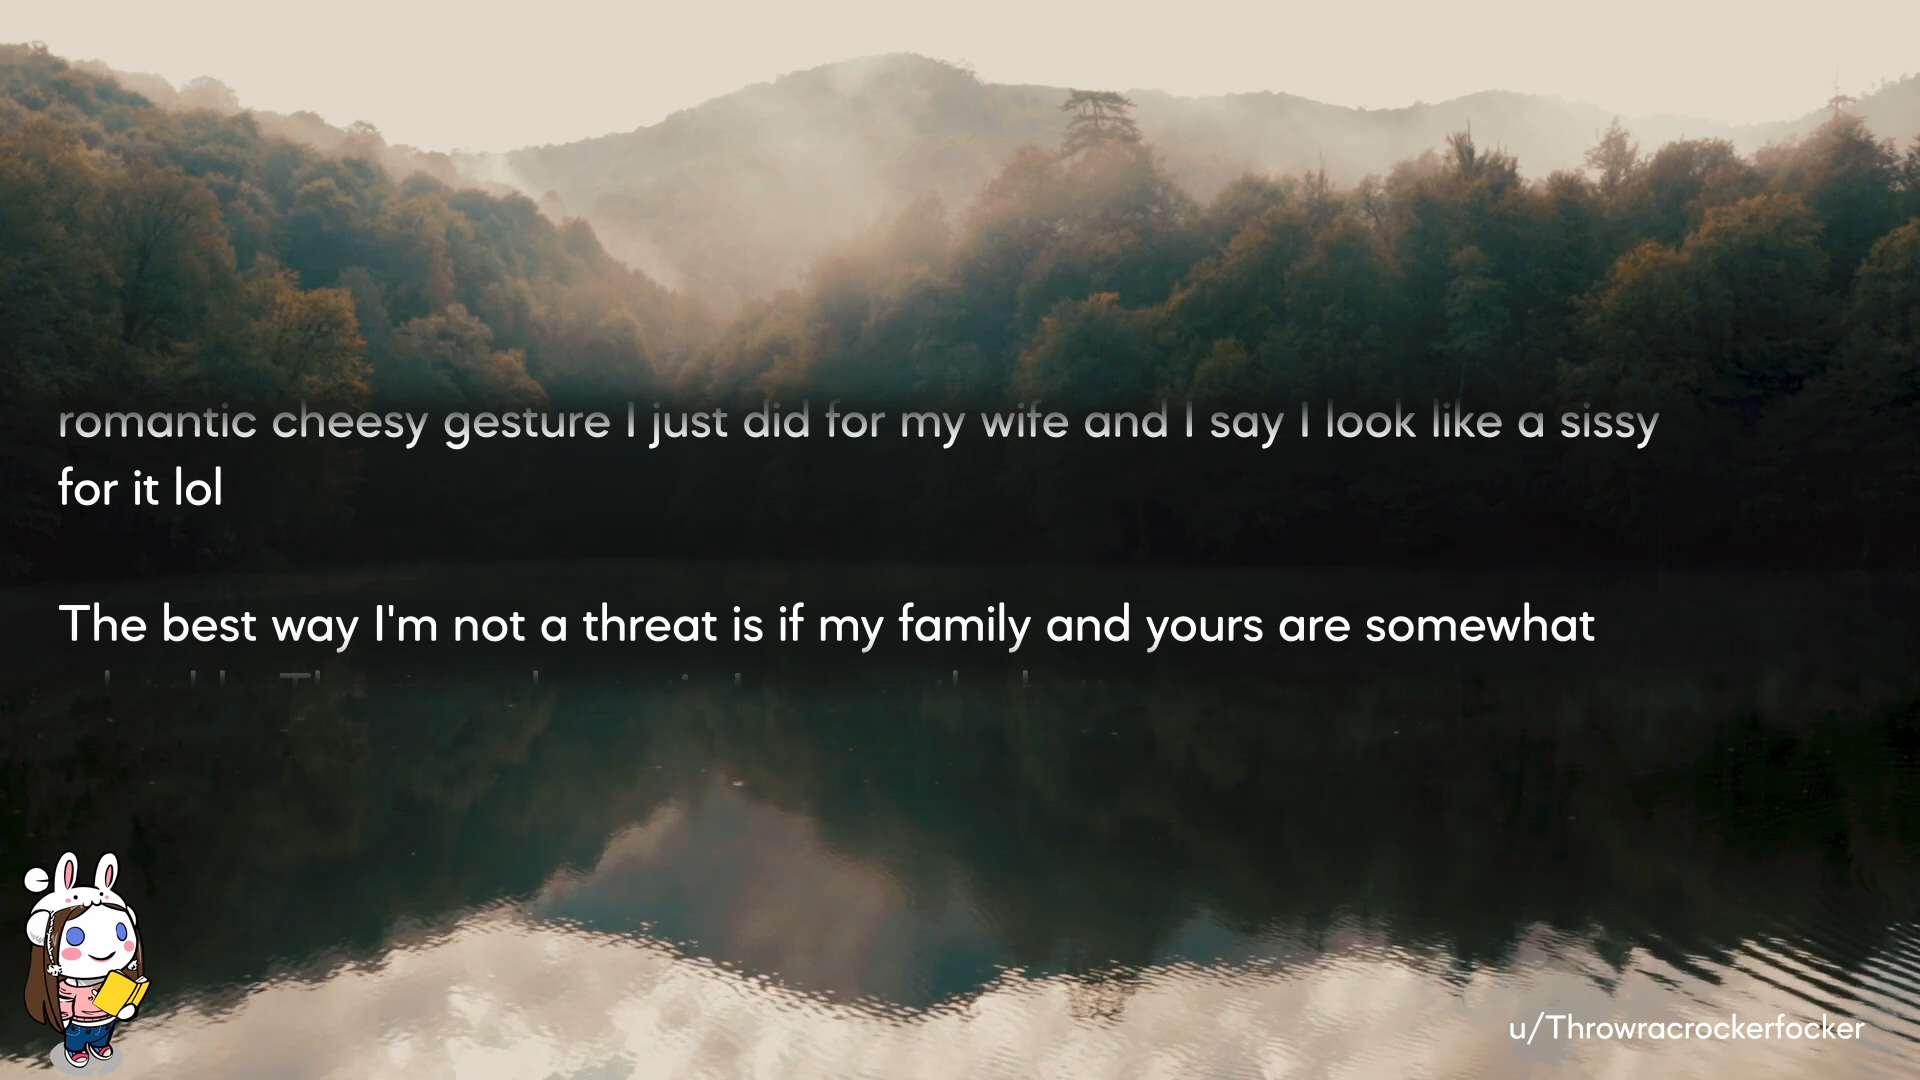 romantic cheesy gesture I just did for my wife and I say I look like a sissy
for it lol
The best way I'm not a threat is if my family and yours are somewhat
u/Throwracrockerfocker